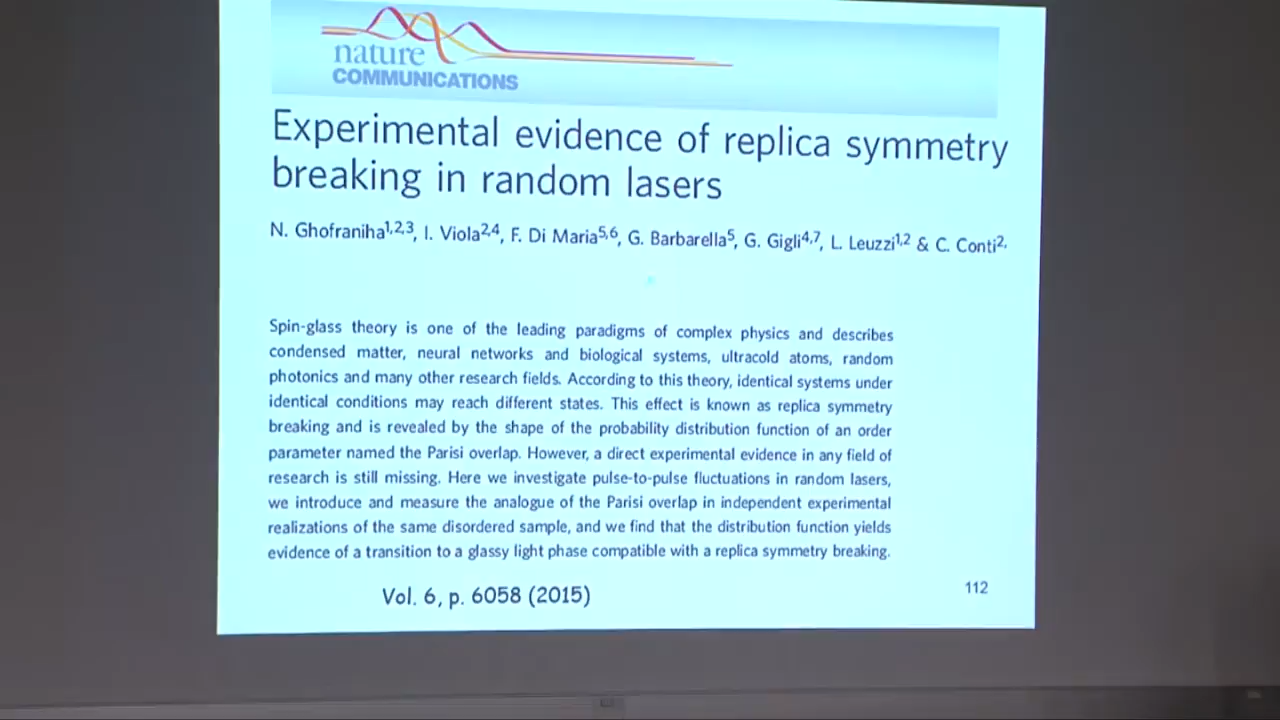 nature
COMMUNICATIONS
Experimental evidence of replica symmetry
breaking in random lasers
N. Ghofraniha1,2,3, I. Viola2,4, F. Di Maria5,6, G. Barbarella5, G. Gigli4,7, L. Leuzzi1,2 & C. Conti2,
Spin-glass theory is one of the leading paradigms of complex physics and describes
condensed matter, neural networks and biological systems, ultracold atoms, random
photonics and many other research fields. According to this theory, identical systems under
identical conditions may reach different states. This effect is known as replica symmetry
breaking and is revealed by the shape of the probability distribution function of an order
parameter named the Parisi overlap. However, a direct experimental evidence in any field of
research is still missing. Here we investigate pulse-to-pulse fluctuations in random lasers,
we introduce and measure the analogue of the Parisi overlap in independent experimental
realizations of the same disordered sample, and we find that the distribution function yields
evidence of a transition to a glassy light phase compatible with a replica symmetry breaking.
Vol. 6, p. 6058 (2015)
112